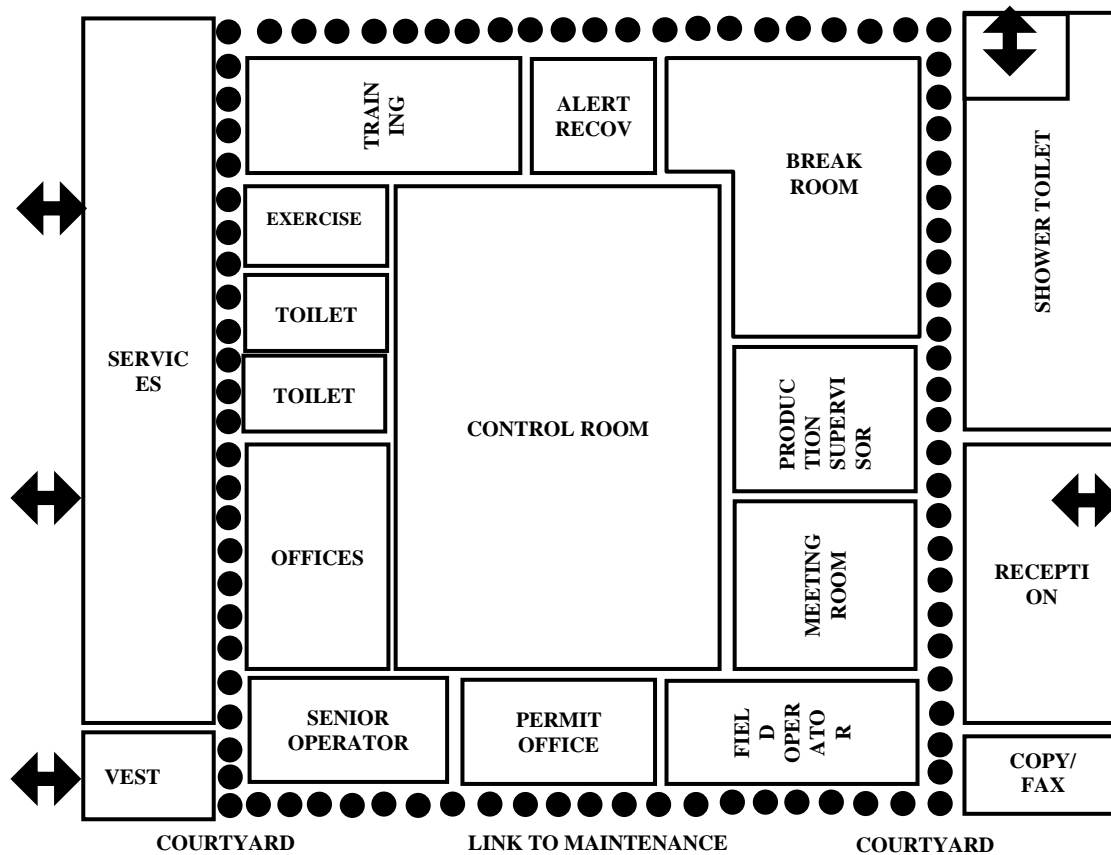 TRAIN
ING
ALERT
RECOV
BREAK
ROOM
SHOWER TOILET
EXERCISE
TOILET
SERVIC
ES
TOILET
CONTROL ROOM
PRODUC
TION
SUPERVI
SOR
OFFICES
MEETING
ROOM
RECEPTI
ON
SENIOR
OPERATOR
PERMIT
OFFICE
FIEL
D
OPER
ATO
R
VEST
COPY/
FAX
COURTYARD
LINK TO MAINTENANCE
COURTYARD